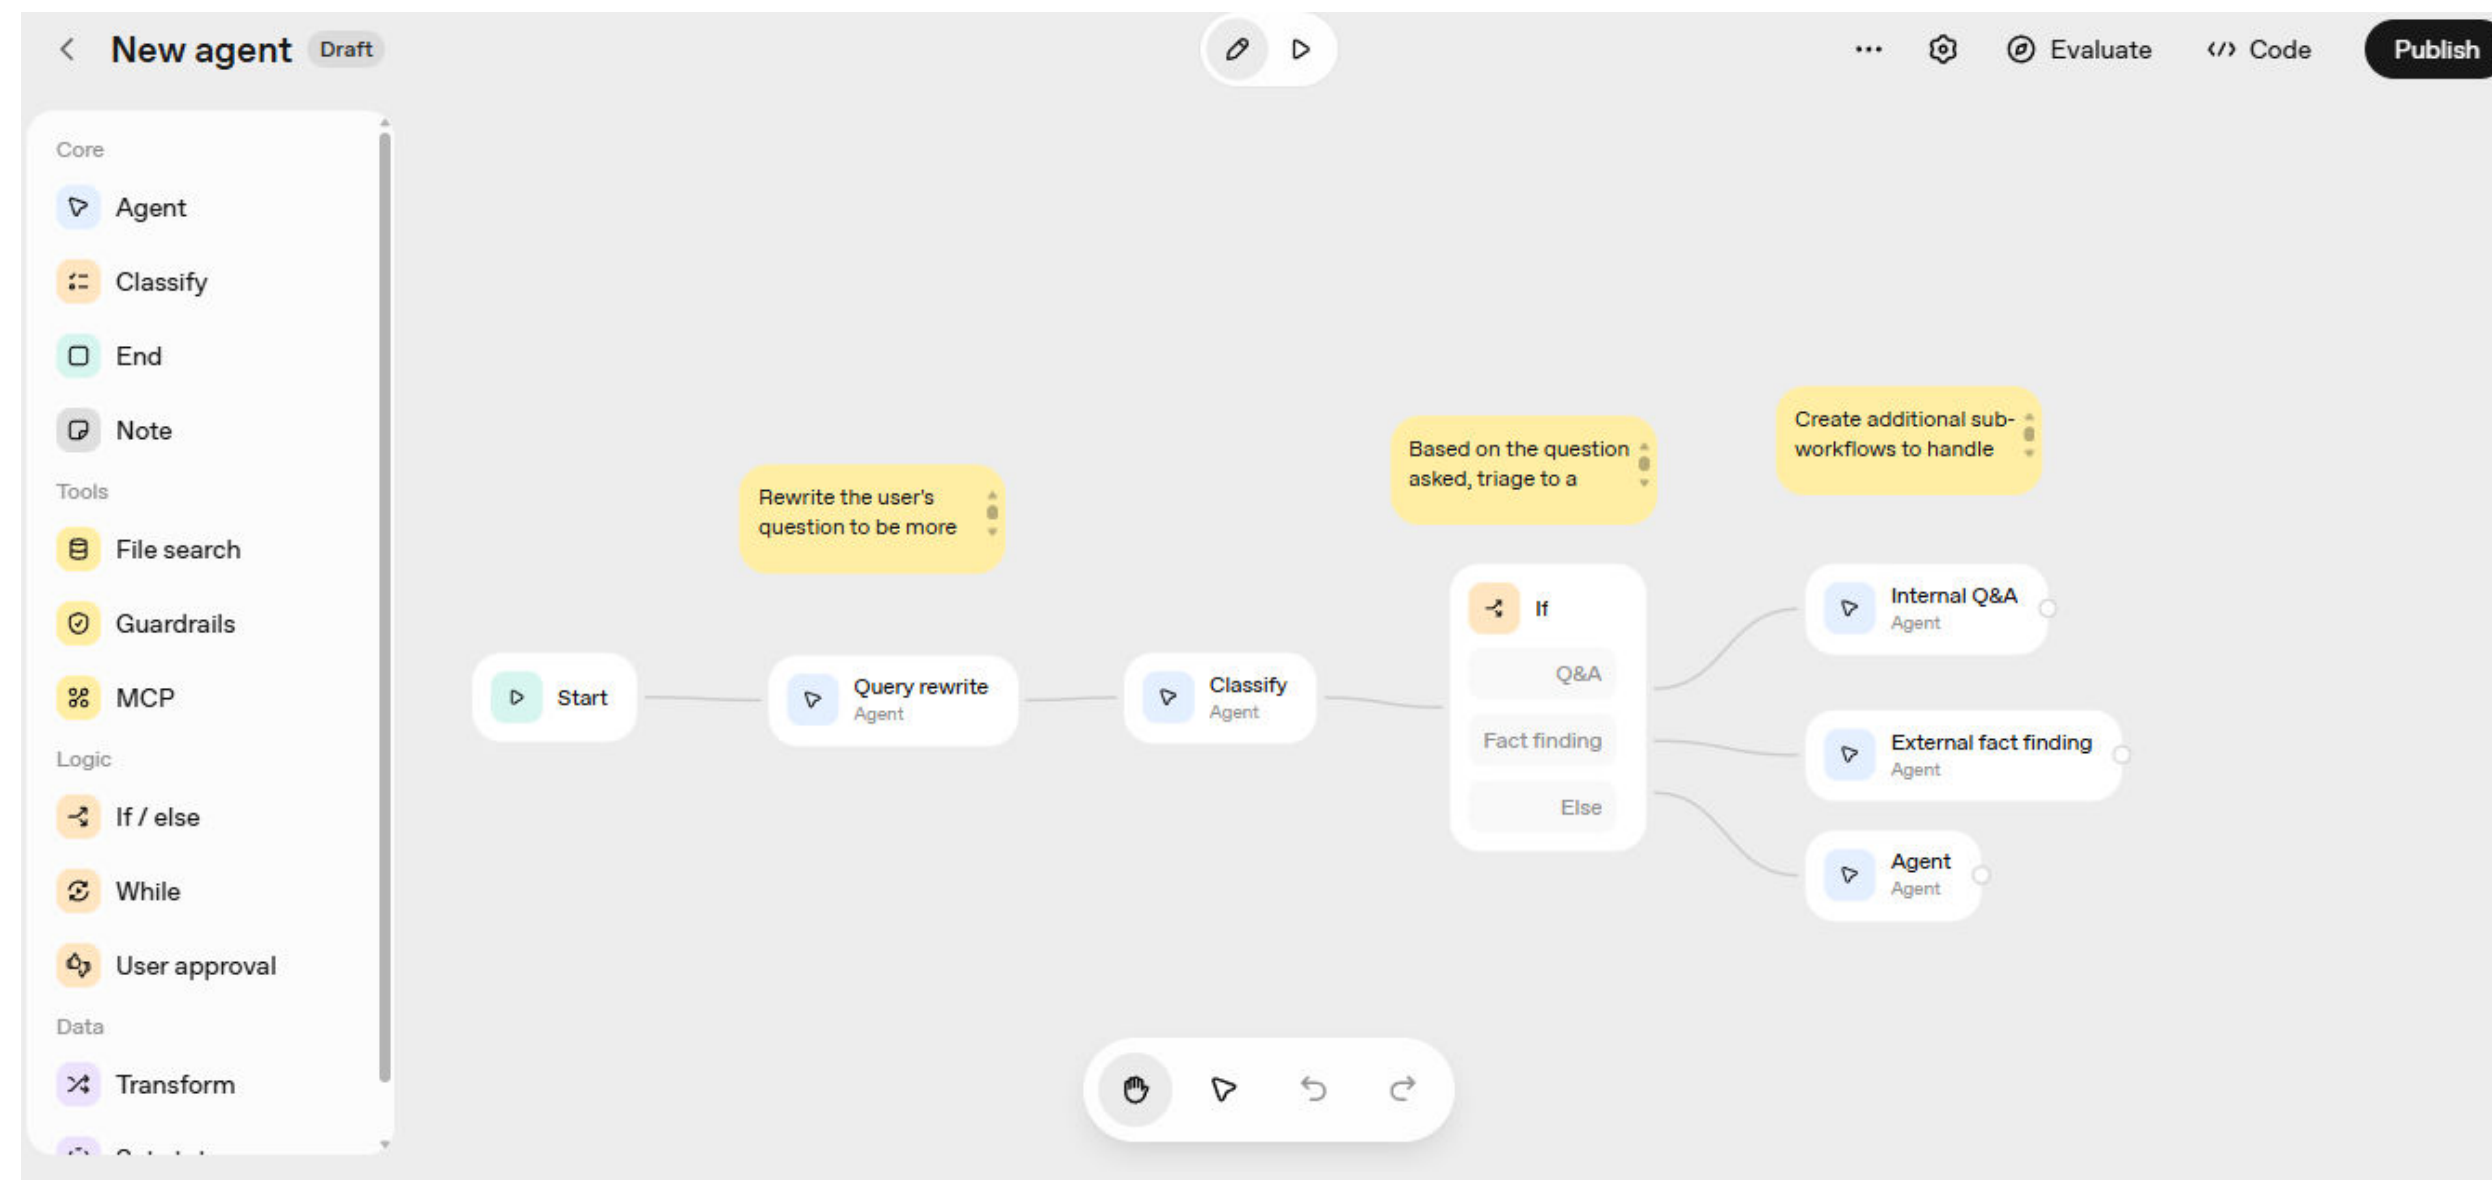 New agent Draft
Evaluate
Code
Publish
Core
Agent
Classify
End
Note
Tools
File search
Guardrails
MCP
Logic
If / else
While
User approval
Data
Transform
Rewrite the user's
question to be more
Based on the question
asked, triage to a
Create additional sub-
workflows to handle
Start
Query rewrite
Agent
Classify
Agent
If
Q&A
Fact finding
Else
Internal Q&A
Agent
External fact finding
Agent
Agent
Agent